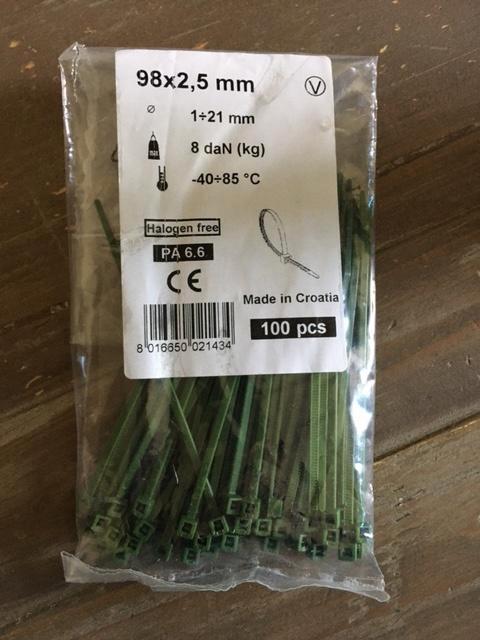 98x2,5 mm
V
⌀ 1÷21 mm
8 daN (kg)
-40÷85 °C
Halogen free
PA 6.6
CE
Made in Croatia
100 pcs
8 016650 021434